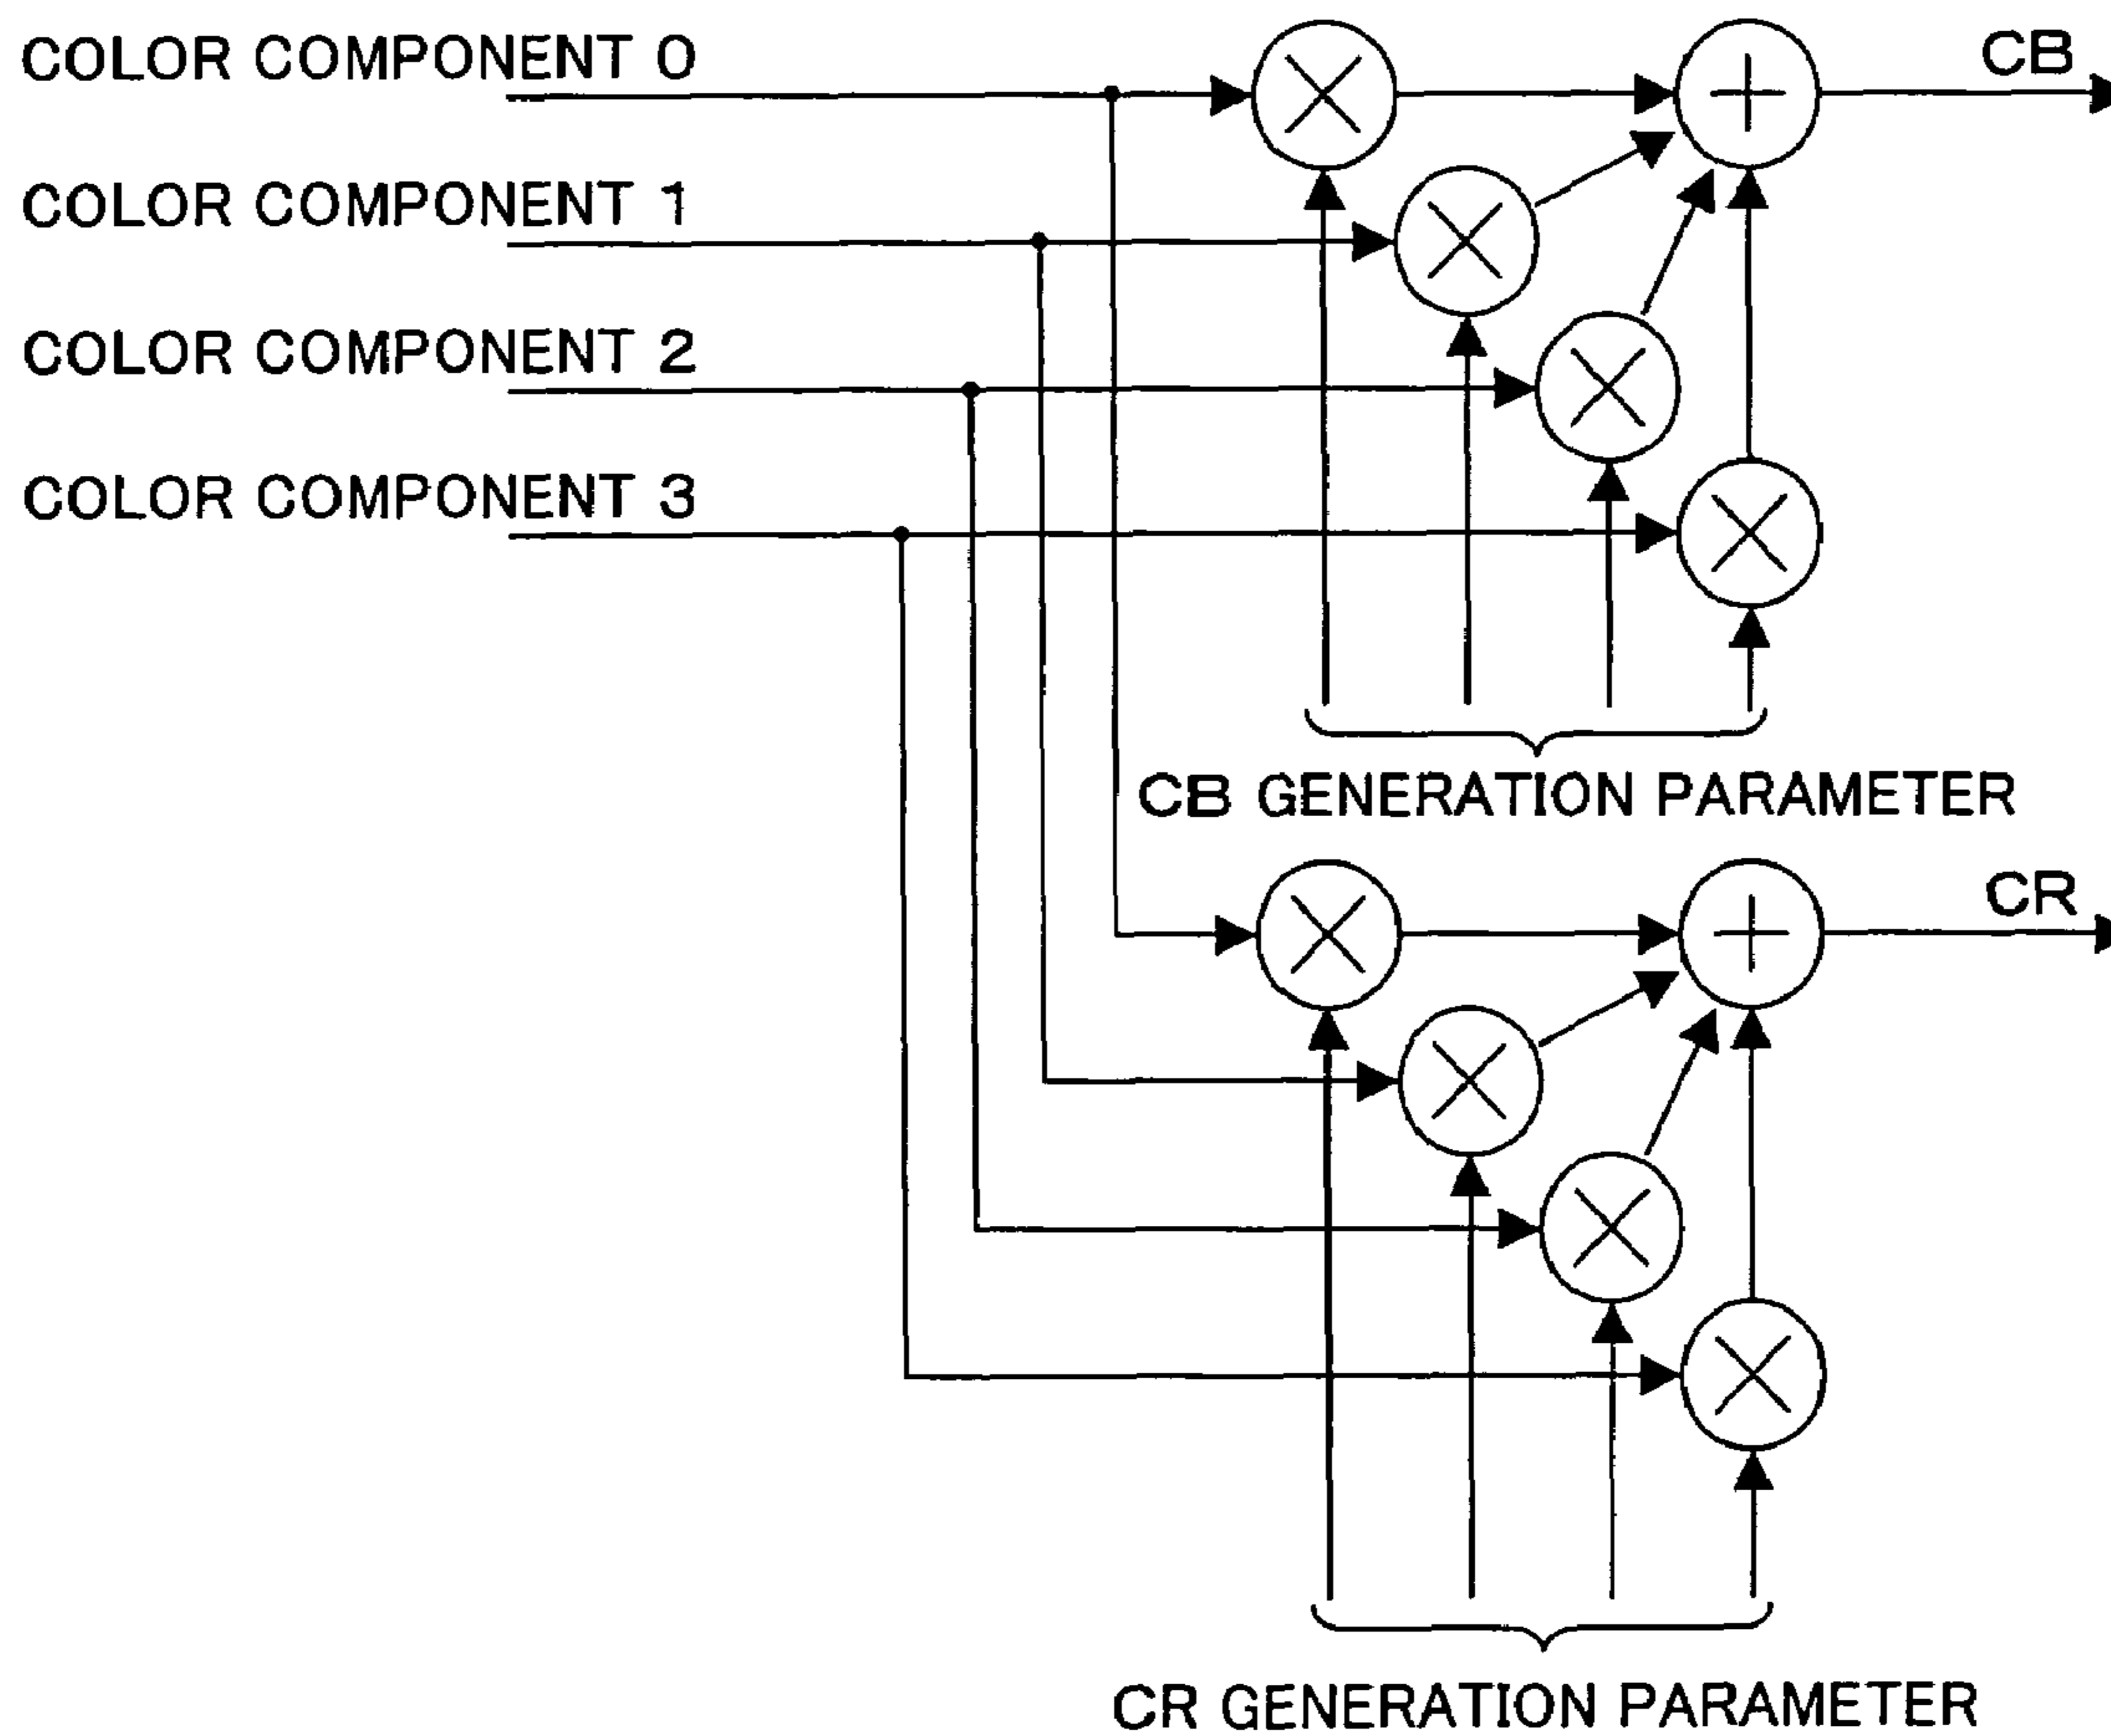 COLOR COMPONENT 0
CB
COLOR COMPONENT 1
COLOR COMPONENT 2
COLOR COMPONENT 3
CB GENERATION PARAMETER
CR
CR GENERATION PARAMETER